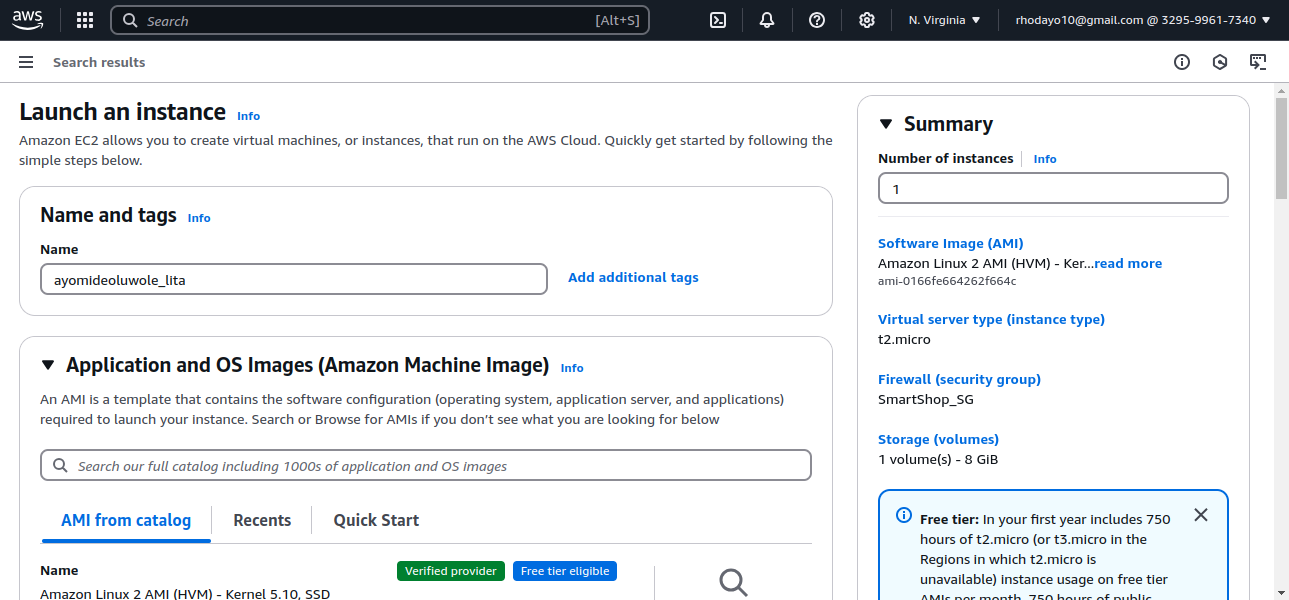 aws
Search
[Alt+S]
N. Virginia
rhodayo10@gmail.com @ 3295-9961-7340
Search results
Launch an instance Info
Amazon EC2 allows you to create virtual machines, or instances, that run on the AWS Cloud. Quickly get started by following the
simple steps below.
Name and tags Info
Name
ayomideoluwole_lita
Add additional tags
Application and OS Images (Amazon Machine Image) Info
An AMI is a template that contains the software configuration (operating system, application server, and applications)
required to launch your instance. Search or Browse for AMIs if you don't see what you are looking for below
Search our full catalog including 1000s of application and OS images
AMI from catalog
Recents
Quick Start
Name
Verified provider
Free tier eligible
Amazon Linux 2 AMI (HVM) - Kernel 5.10, SSD
Summary
Number of instances
Info
1
Software Image (AMI)
Amazon Linux 2 AMI (HVM) - Ker...read more
ami-0166fe664262f664c
Virtual server type (instance type)
t2.micro
Firewall (security group)
SmartShop_SG
Storage (volumes)
1 volume(s) - 8 GiB
Free tier: In your first year includes 750
hours of t2.micro (or t3.micro in the
Regions in which t2.micro is
unavailable) instance usage on free tier
AMIs per month, 750 hours of public